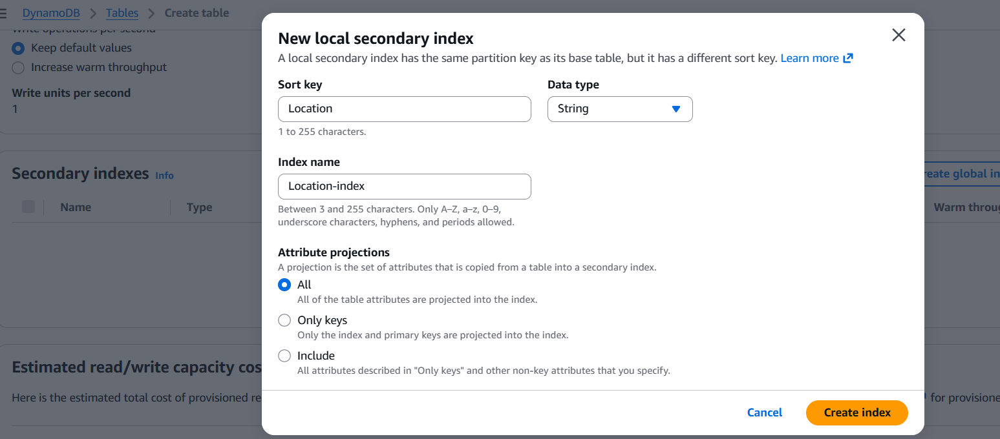 DynamoDB > Tables > Create table
Write operations per second
Keep default values
Increase warm throughput
Write units per second
1
Secondary indexes Info
Name Type
Estimated read/write capacity cos
Here is the estimated total cost of provisioned re
New local secondary index
A local secondary index has the same partition key as its base table, but it has a different sort key. Learn more
Sort key Data type
Location String
1 to 255 characters.
Index name
Location-index
Between 3 and 255 characters. Only A–Z, a–z, 0–9,
underscore characters, hyphens, and periods allowed.
Attribute projections
A projection is the set of attributes that is copied from a table into a secondary index.
All
All of the table attributes are projected into the index.
Only keys
Only the index and primary keys are projected into the index.
Include
All attributes described in "Only keys" and other non-key attributes that you specify.
Cancel Create index
reate global in
Warm throug
for provisione